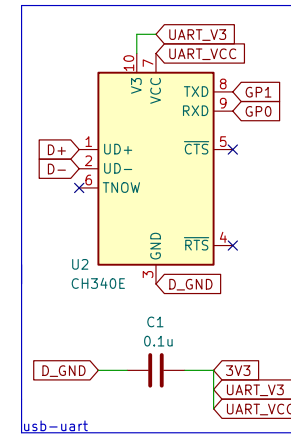 UART_V3
UART_VCC
10
7
V3
VCC
TXD 8 GP1
RXD 9 GP0
D+ 1 UD+
CTS 5
D- 2 UD-
6 TNOW
GND
RTS 4
U2
CH340E
3
D_GND
C1
0.1u
D_GND
3V3
UART_V3
UART_VCC
usb-uart